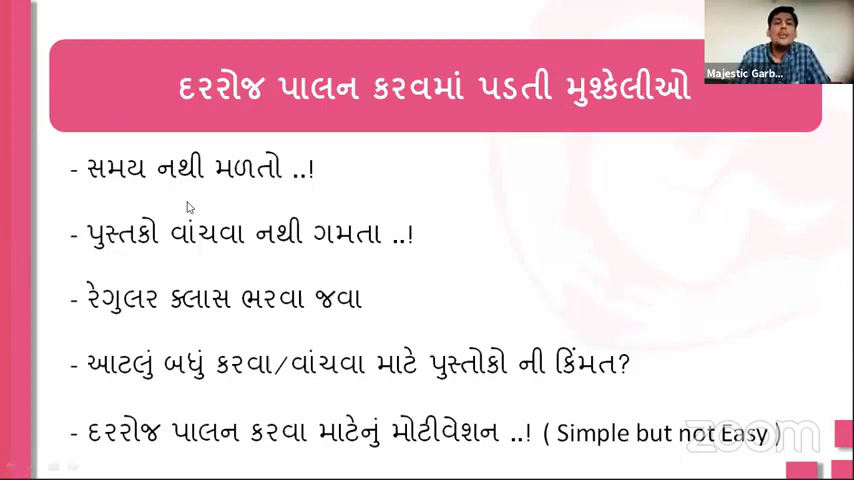 Majestic Garb...
દરરોજ પાલન કરવમાં પડતી મુશ્કેલીઓ
- સમય નથી મળતો ..!
- પુસ્તકો વાંચવા નથી ગમતા ..!
- રેગુલર ક્લાસ ભરવા જવા
- આટલું બધું કરવા/વાંચવા માટે પુસ્તોકો ની કિંમત?
- દરરોજ પાલન કરવા માટેનું મોટીવેશન ..! ( Simple but not Easy )
zoom